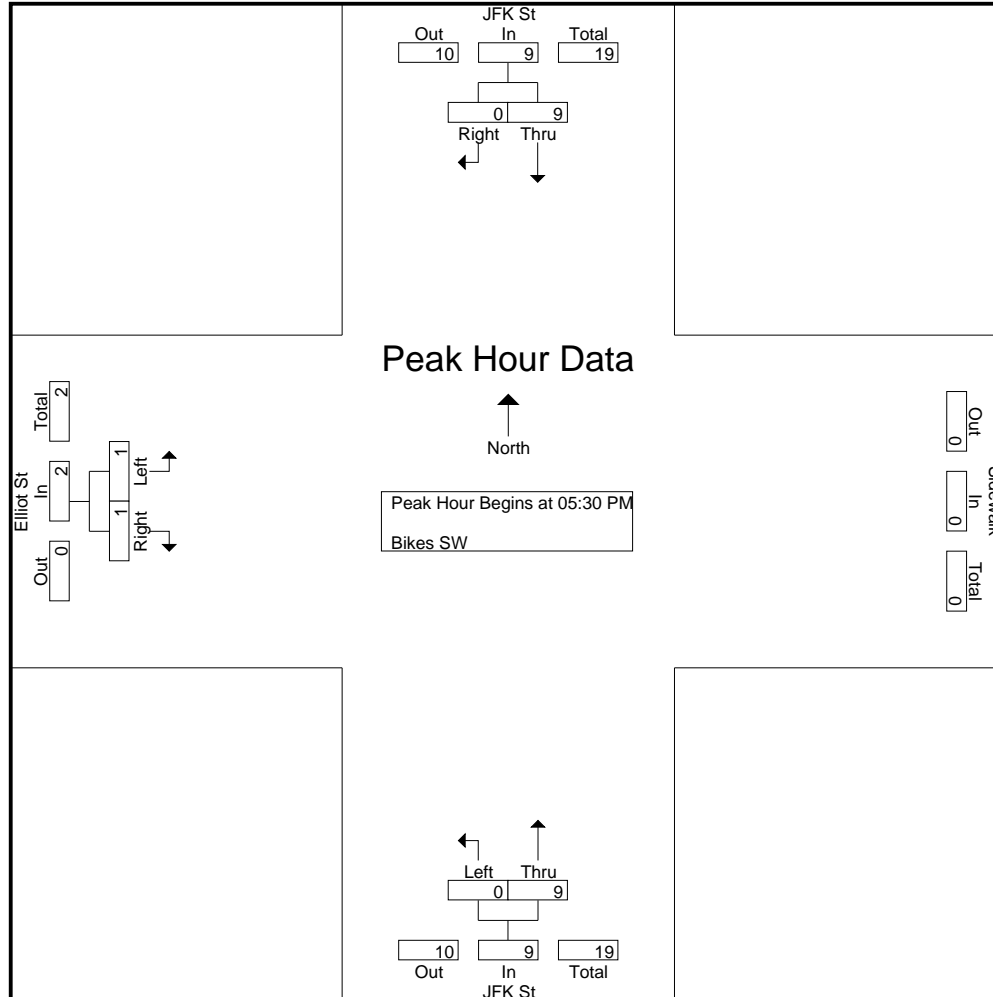 JFK St
Out In Total
10 9 19
0 9
Right Thru
Peak Hour Data
North
Peak Hour Begins at 05:30 PM
Bikes SW
Elliot St
Total In Out
2 2 0
1 1
Left Right
Out In Total
0 0 0
Left Thru
0 9
10 9 19
Out In Total
JFK St